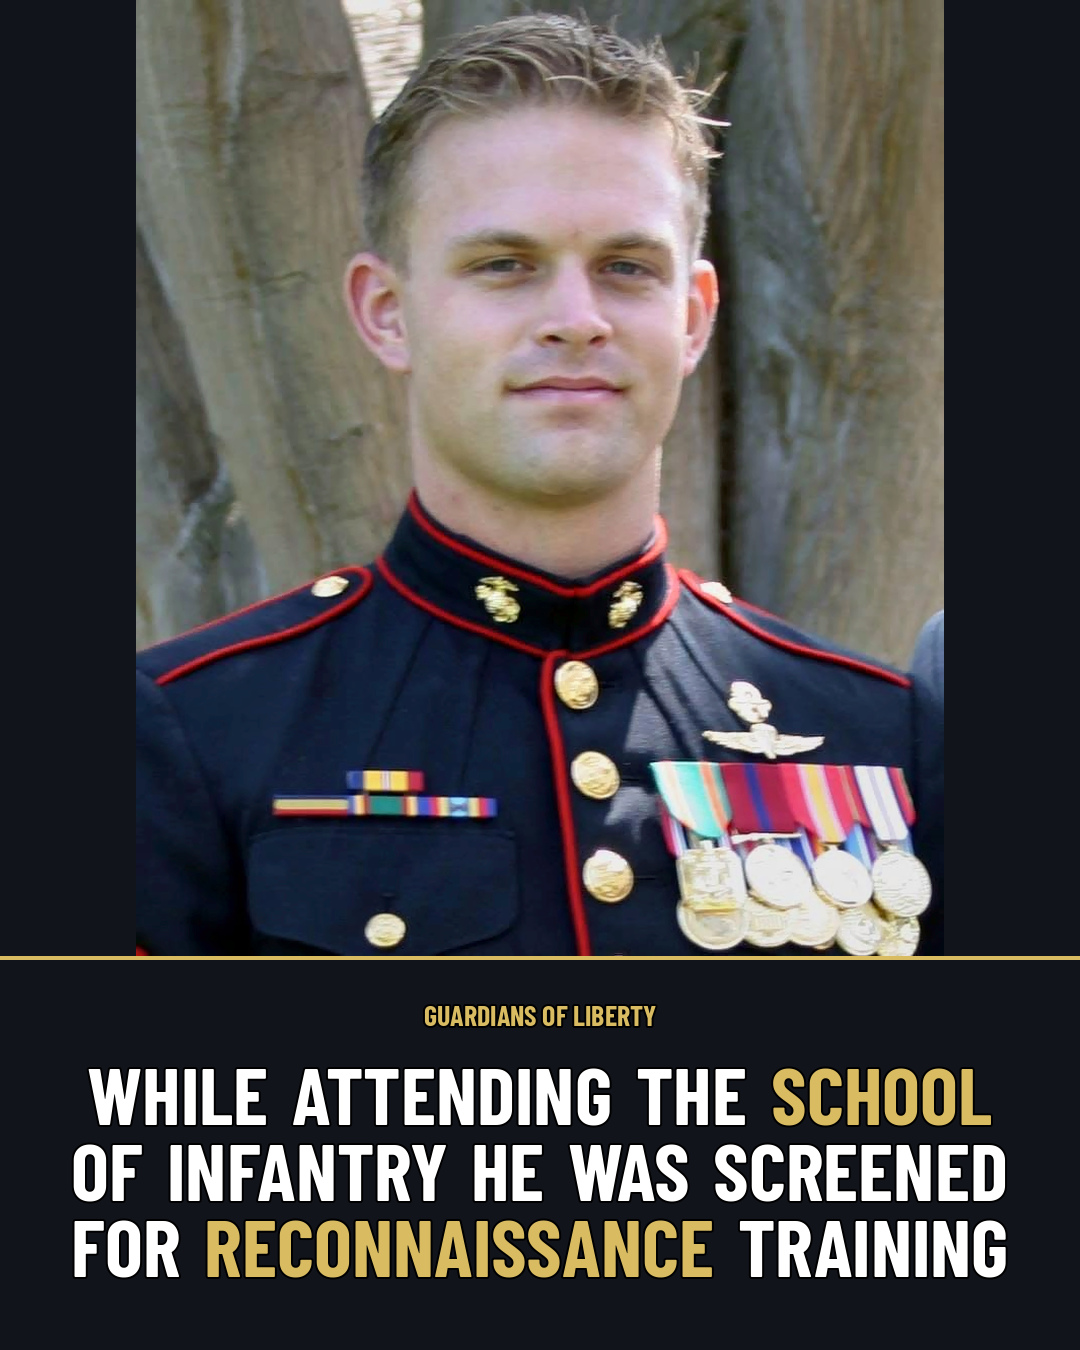 GUARDIANS OF LIBERTY
WHILE ATTENDING THE SCHOOL
OF INFANTRY HE WAS SCREENED
FOR RECONNAISSANCE TRAINING